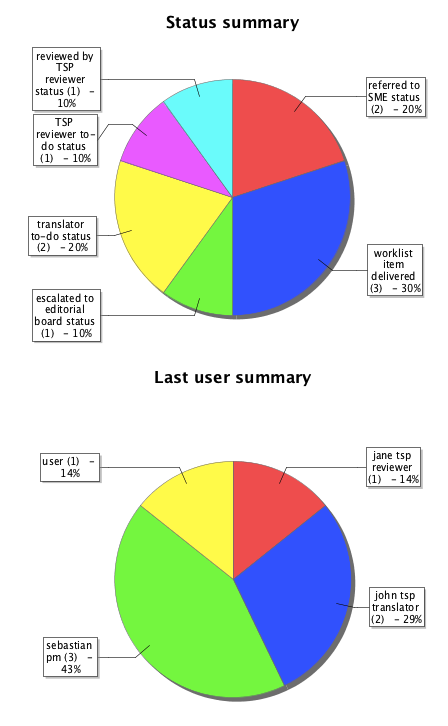 Status summary
reviewed by
TSP
reviewer
status (1) -
10%
referred to
SME status
(2) - 20%
TSP
reviewer to-
do status
(1) - 10%
translator
to-do status
(2) - 20%
worklist
item
delivered
(3) - 30%
escalated to
editorial
board status
(1) - 10%
Last user summary
user (1) -
14%
jane tsp
reviewer
(1) - 14%
john tsp
translator
(2) - 29%
sebastian
pm (3) -
43%